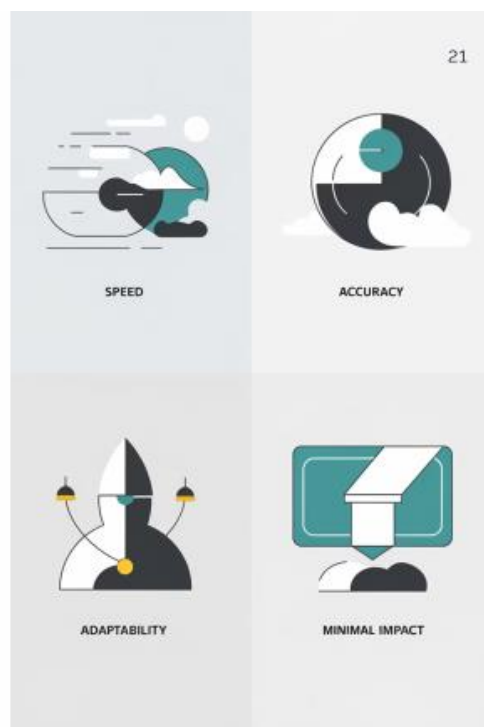 21
SPEED
ACCURACY
ADAPTABILITY
MINIMAL IMPACT